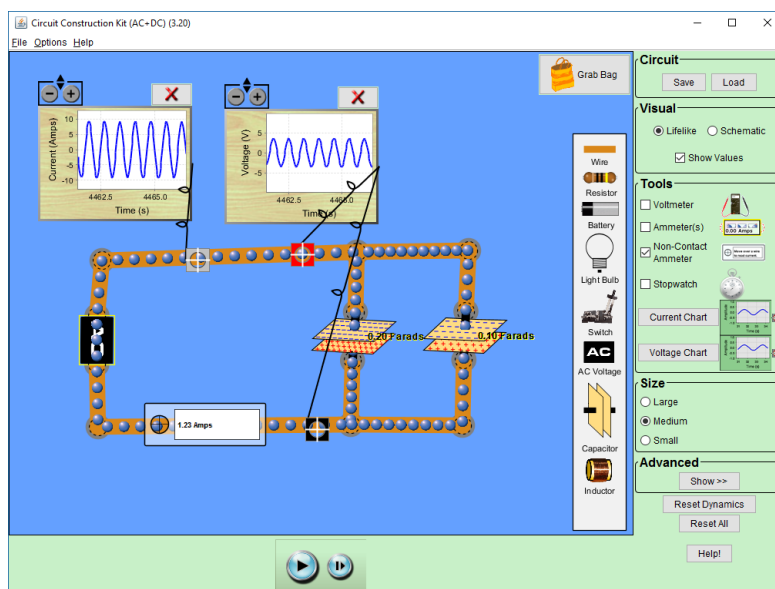 Circuit Construction Kit (AC+DC) (3.20)
File Options Help
Current (Amps)
10
5
0
-5
-10
4462.5
4465.0
Time (s)
Voltage (V)
5
0
-5
4462.5
4465.0
Time (s)
Grab Bag
Wire
Resistor
Battery
Light Bulb
Switch
AC
AC Voltage
Capacitor
Inductor
0.20 Farads
0.10 Farads
1.23 Amps
Circuit
Save Load
Visual
Lifelike Schematic
Show Values
Tools
Voltmeter
Ammeter(s)
0.00 Amps
Non-Contact
Ammeter
Stopwatch
Current Chart
Voltage Chart
Size
Large
Medium
Small
Advanced
Show >>
Reset Dynamics
Reset All
Help!